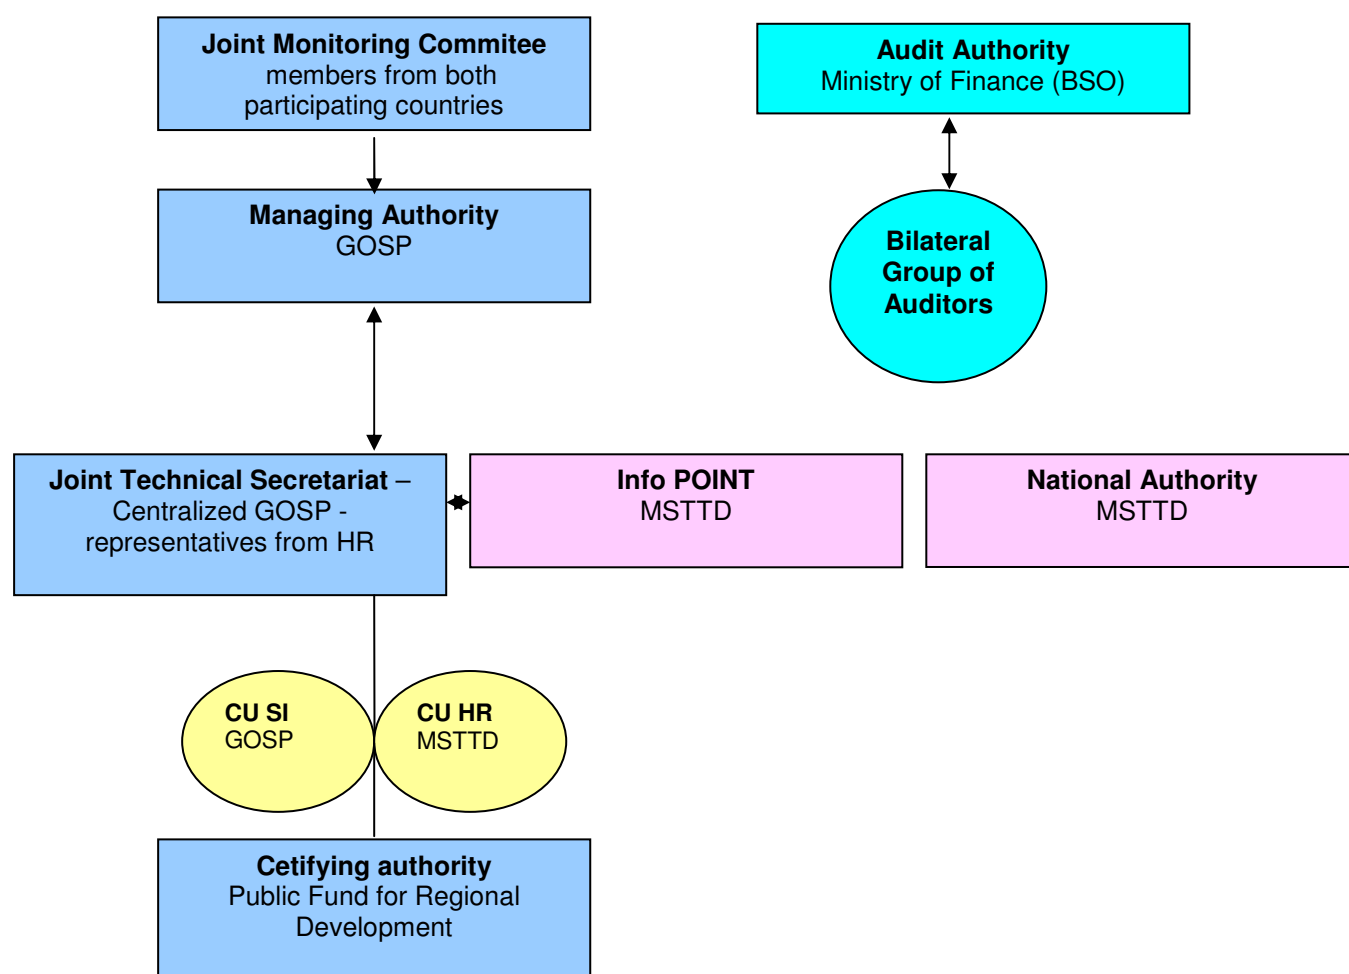 Joint Monitoring Commitee
members from both
participating countries
Audit Authority
Ministry of Finance (BSO)
Managing Authority
GOSP
Bilateral
Group of
Auditors
Joint Technical Secretariat –
Centralized GOSP -
representatives from HR
Info POINT
MSTTD
National Authority
MSTTD
CU SI
GOSP
CU HR
MSTTD
Cetifying authority
Public Fund for Regional
Development